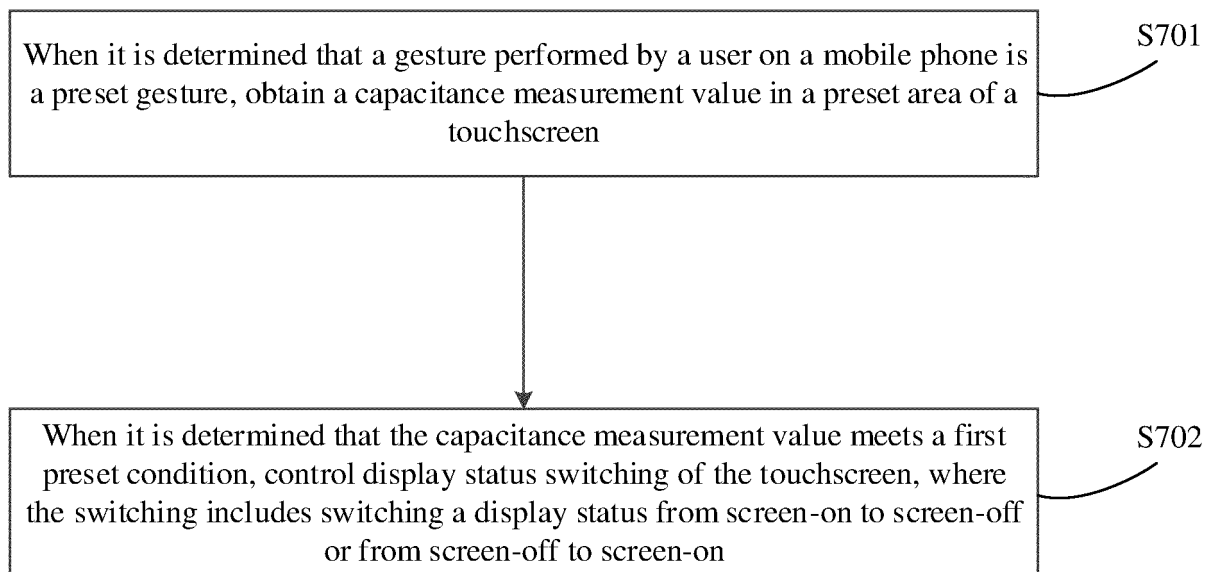 When it is determined that a gesture performed by a user on a mobile phone is
a preset gesture, obtain a capacitance measurement value in a preset area of a
touchscreen
S701
When it is determined that the capacitance measurement value meets a first
preset condition, control display status switching of the touchscreen, where
the switching includes switching a display status from screen-on to screen-off
or from screen-off to screen-on
S702